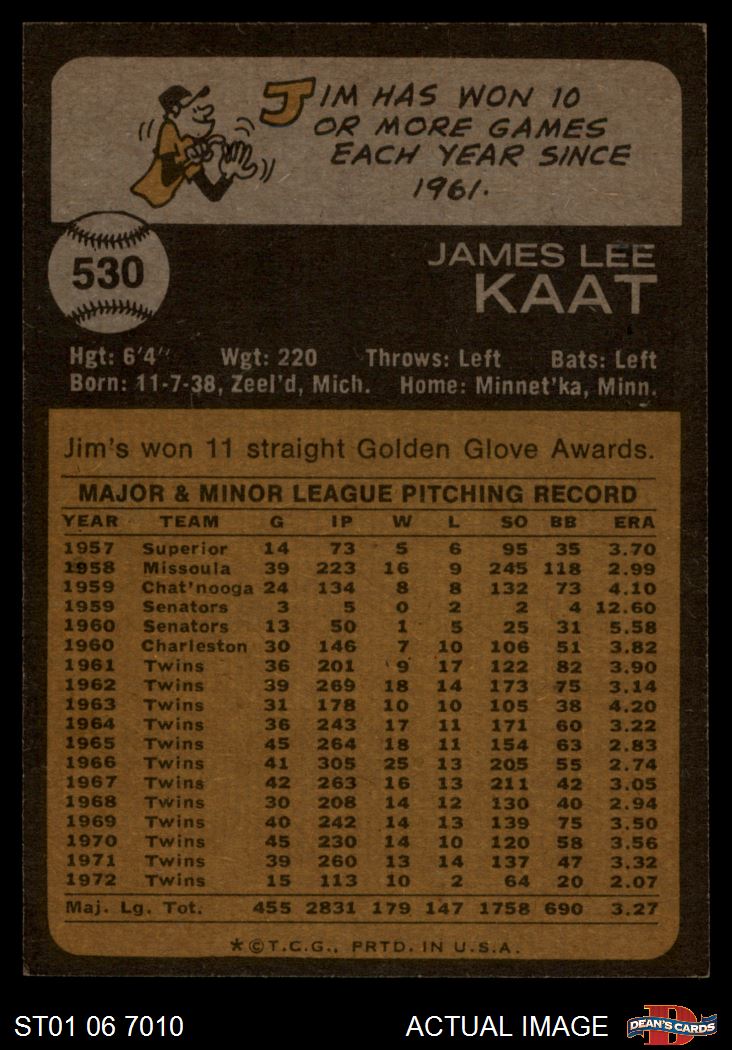 JIM HAS WON 10
OR MORE GAMES
EACH YEAR SINCE
1961.
530
JAMES LEE
KAAT
Hgt: 6'4" Wgt: 220 Throws: Left Bats: Left
Born: 11-7-38, Zeel'd, Mich. Home: Minnet'ka, Minn.
Jim's won 11 straight Golden Glove Awards.
MAJOR & MINOR LEAGUE PITCHING RECORD
YEAR TEAM G IP W L SO BB ERA
1957 Superior 14 73 5 6 95 35 3.70
1958 Missoula 39 223 16 9 245 118 2.99
1959 Chat'nooga 24 134 8 8 132 73 4.10
1959 Senators 3 5 0 2 2 4 12.60
1960 Senators 13 50 1 5 25 31 5.58
1960 Charleston 30 146 7 10 106 51 3.82
1961 Twins 36 201 9 17 122 82 3.90
1962 Twins 39 269 18 14 173 75 3.14
1963 Twins 31 178 10 10 105 38 4.20
1964 Twins 36 243 17 11 171 60 3.22
1965 Twins 45 264 18 11 154 63 2.83
1966 Twins 41 305 25 13 205 55 2.74
1967 Twins 42 263 16 13 211 42 3.05
1968 Twins 30 208 14 12 130 40 2.94
1969 Twins 40 242 14 13 139 75 3.50
1970 Twins 45 230 14 10 120 58 3.56
1971 Twins 39 260 13 14 137 47 3.32
1972 Twins 15 113 10 2 64 20 2.07
Maj. Lg. Tot. 455 2831 179 147 1758 690 3.27
*©T.C.G., PRTD. IN U.S.A.
ST01 06 7010 ACTUAL IMAGE D DEAN'S CARDS